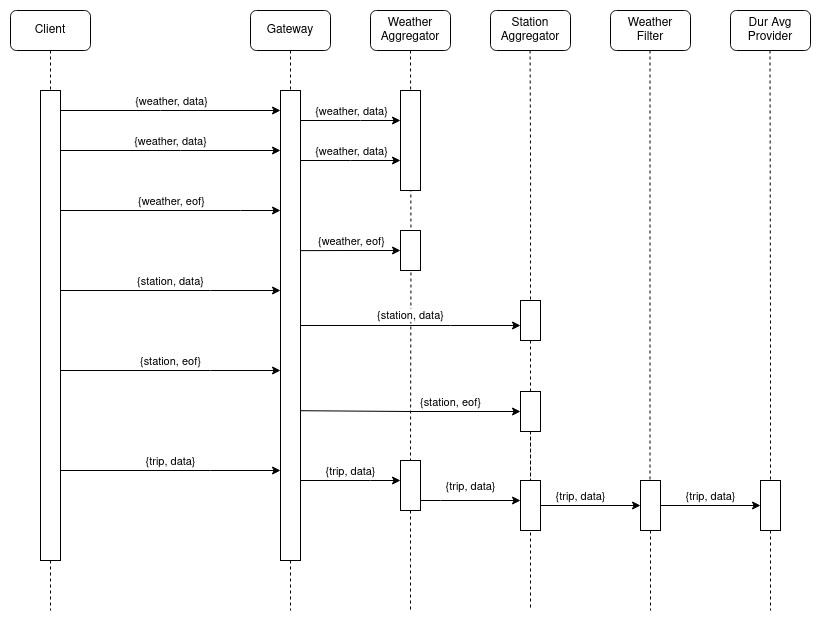 Client
Gateway
Weather
Aggregator
Station
Aggregator
Weather
Filter
Dur Avg
Provider
{weather, data}
{weather, data}
{weather, data}
{weather, data}
{weather, eof}
{weather, eof}
{station, data}
{station, data}
{station, eof}
{station, eof}
{trip, data}
{trip, data}
{trip, data}
{trip, data}
{trip, data}